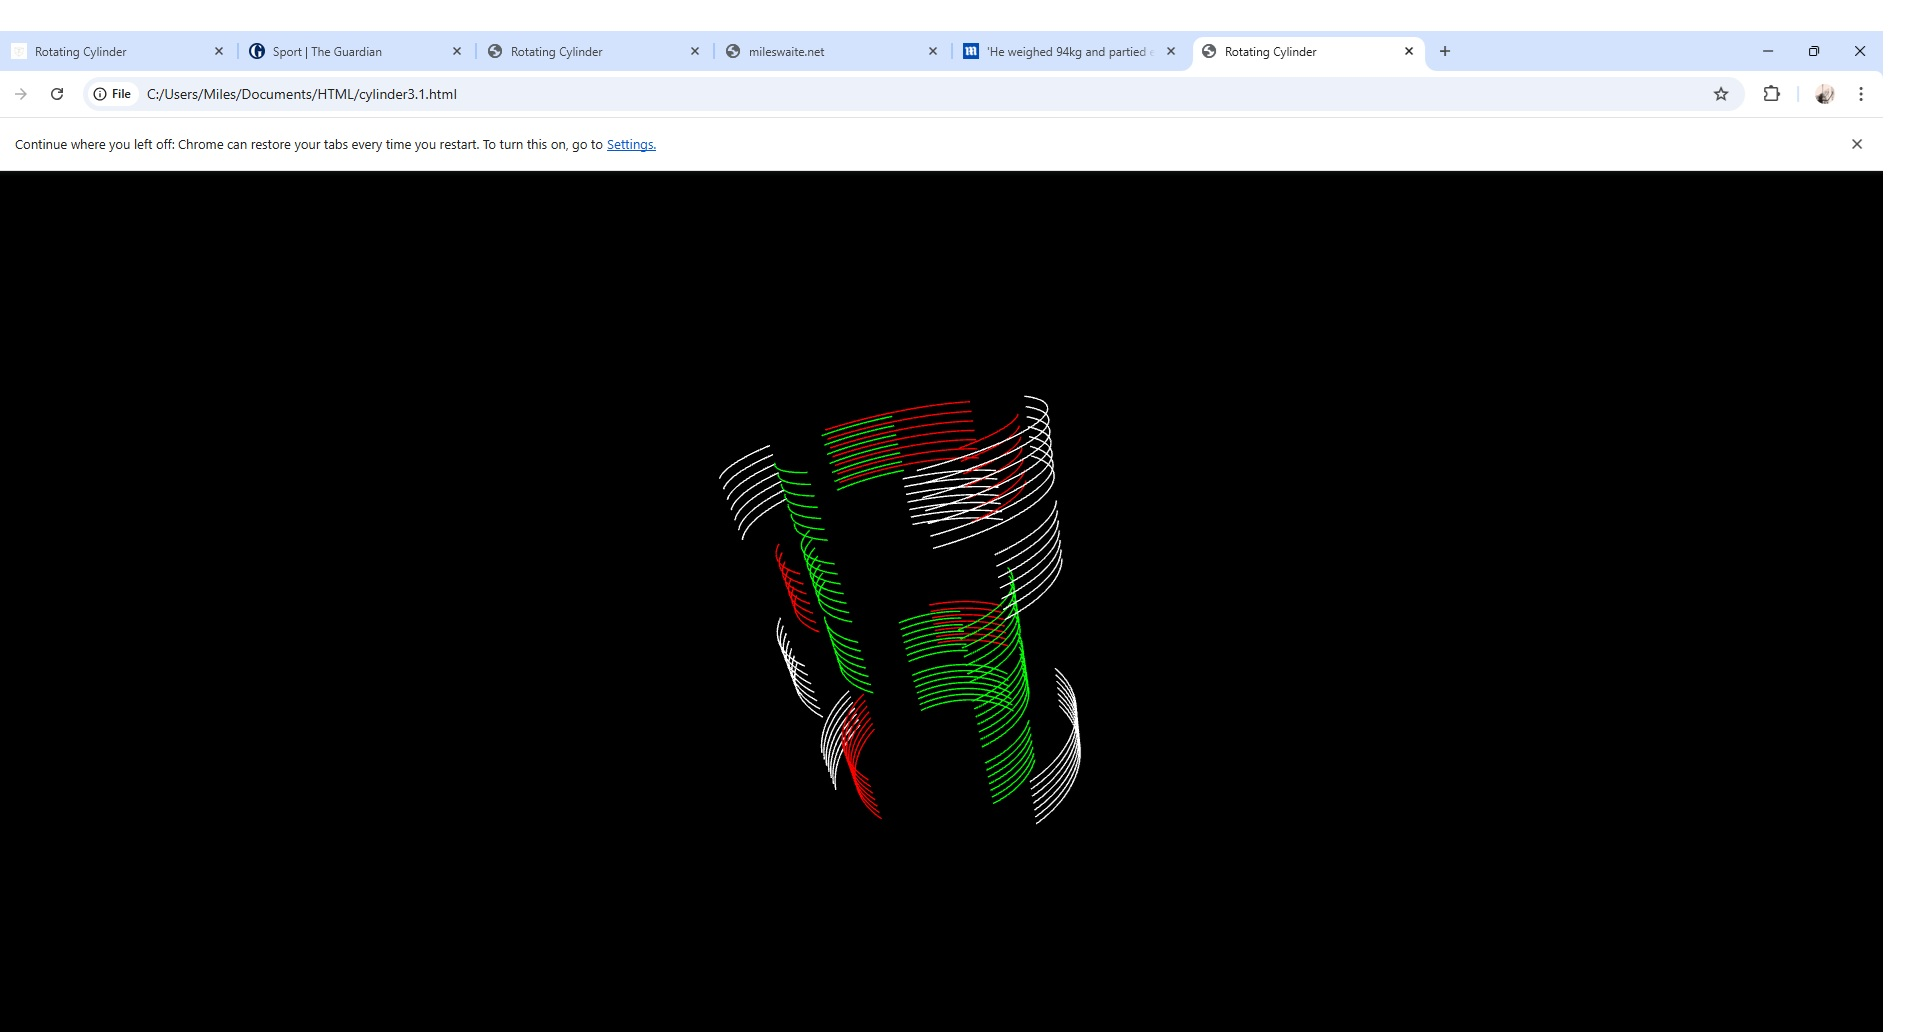 Rotating Cylinder
Sport | The Guardian
Rotating Cylinder
mileswaite.net
m 'He weighed 94kg and partied
Rotating Cylinder
File C:/Users/Miles/Documents/HTML/cylinder3.1.html
Continue where you left off: Chrome can restore your tabs every time you restart. To turn this on, go to Settings.